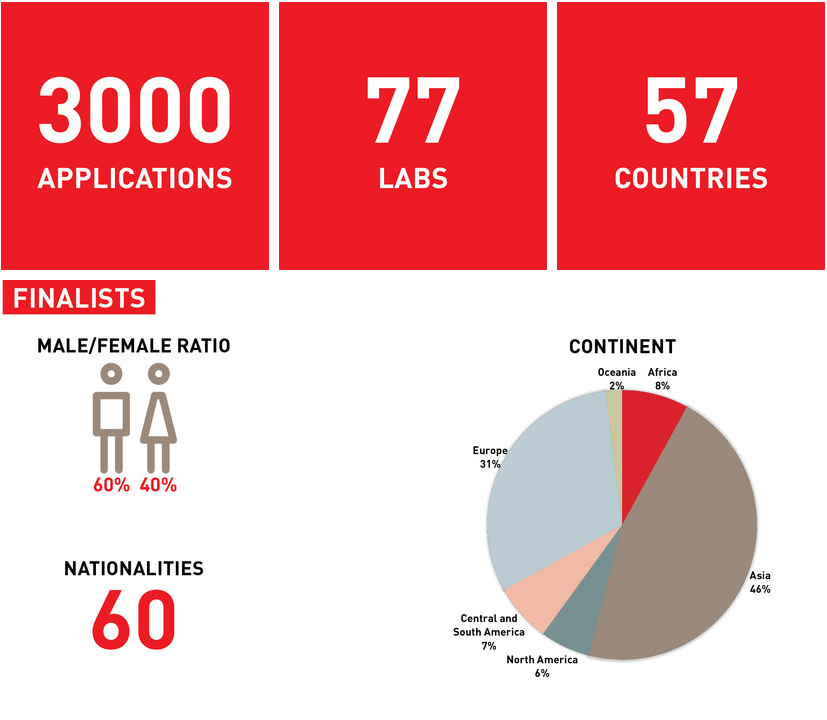 3000
APPLICATIONS
77
LABS
57
COUNTRIES
FINALISTS
MALE/FEMALE RATIO
60% 40%
NATIONALITIES
60
CONTINENT
Oceania
2%
Africa
8%
Europe
31%
Asia
46%
Central and
South America
7%
North America
6%